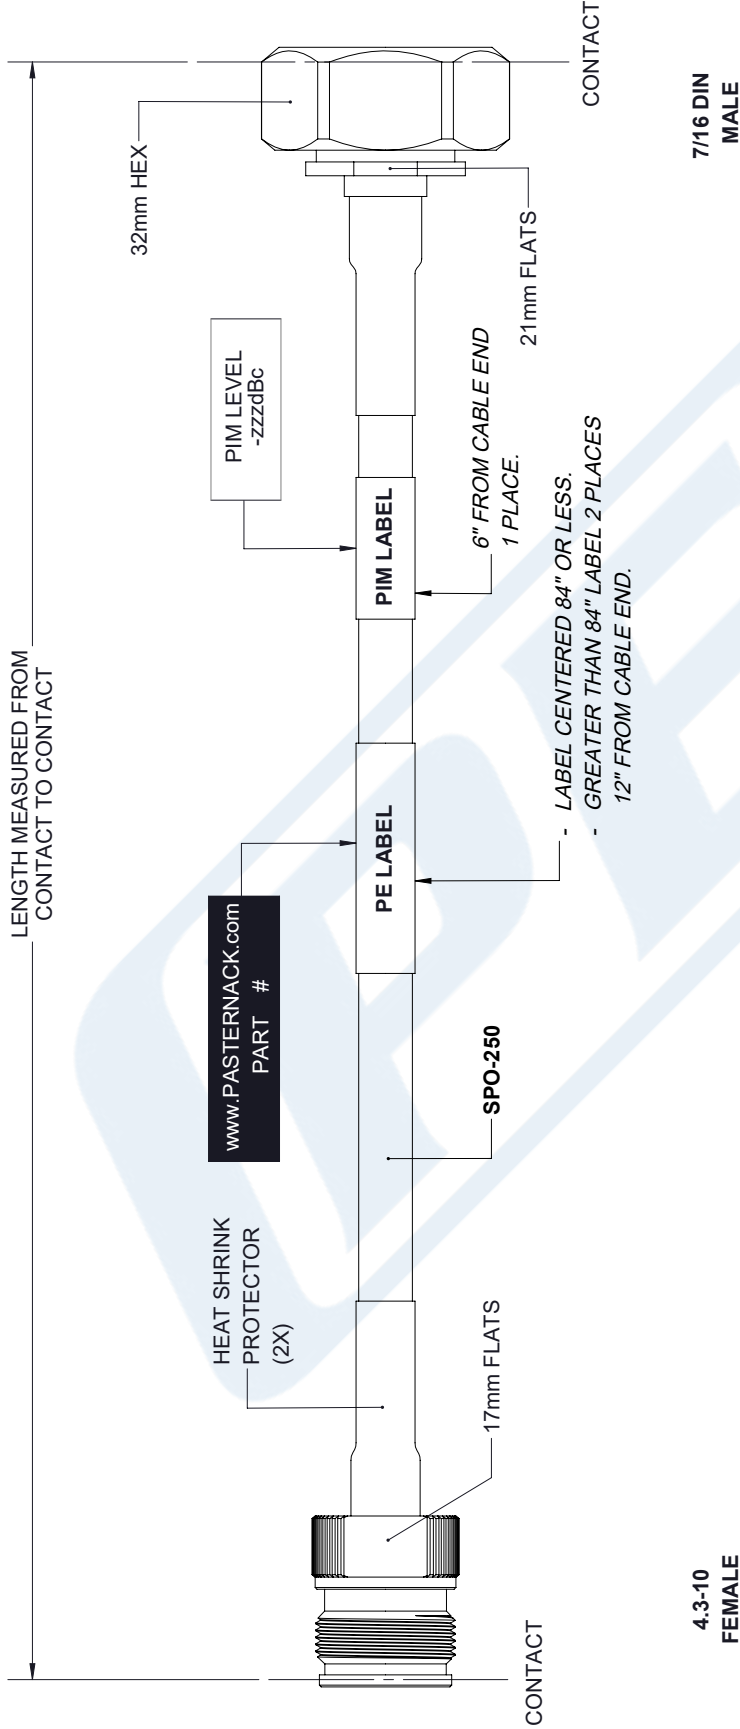 LENGTH MEASURED FROM
CONTACT TO CONTACT
HEAT SHRINK
PROTECTOR
(2X)
www.PASTERNACK.com
PART #
PIM LEVEL
-zzzdBc
32mm HEX
PE LABEL
PIM LABEL
17mm FLATS
SPO-250
- LABEL CENTERED 84" OR LESS.
- GREATER THAN 84" LABEL 2 PLACES
12" FROM CABLE END.
6" FROM CABLE END
1 PLACE.
21mm FLATS
CONTACT
CONTACT
4.3-10
FEMALE
7/16 DIN
MALE